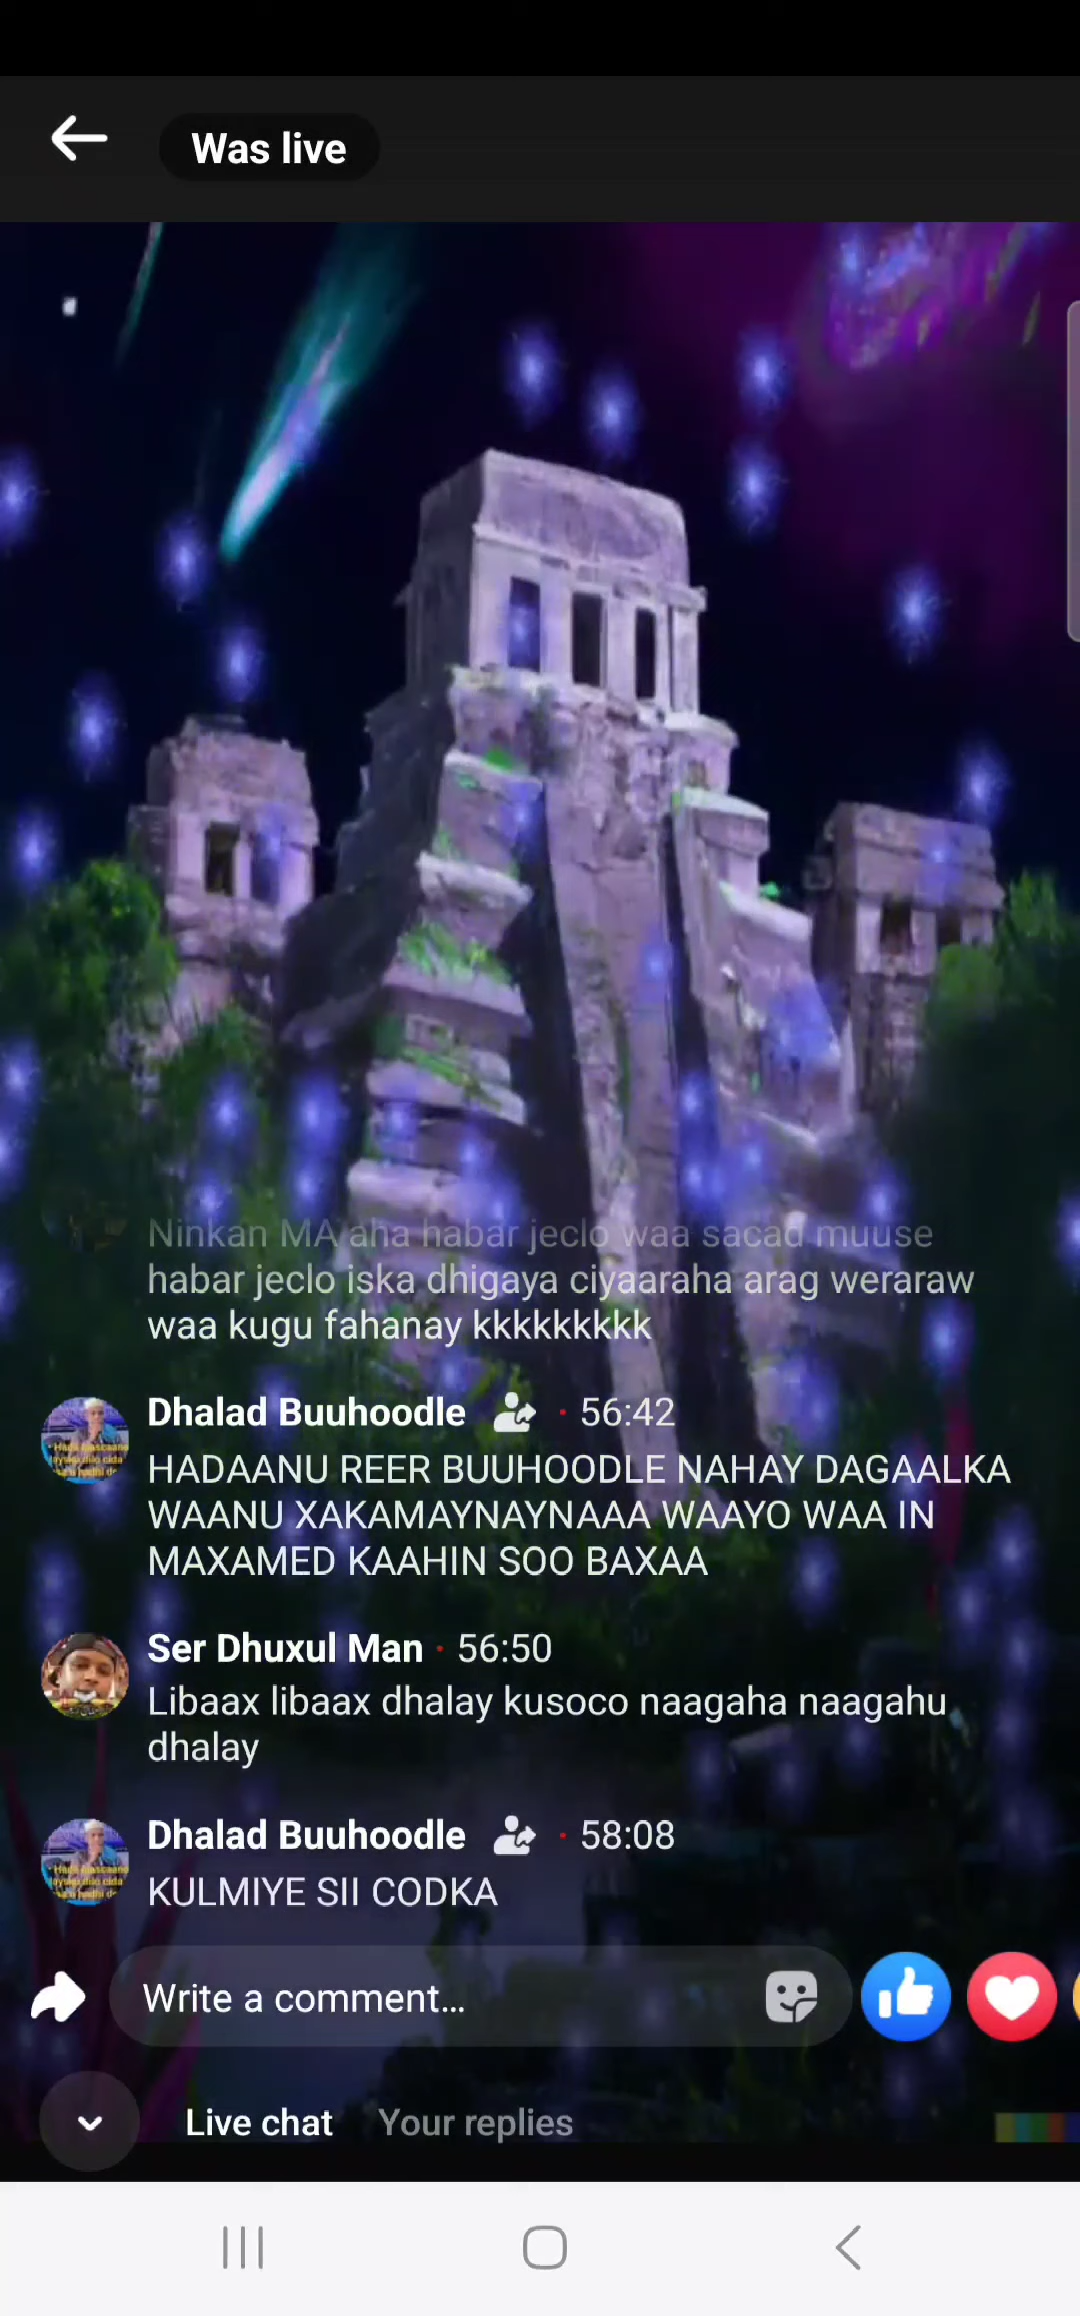 Was live
Ninkan MA aha habar jeclo waa sacad muuse
habar jeclo iska dhigaya ciyaaraha arag weraraw
waa kugu fahanay kkkkkkkkk
Dhalad Buuhoodle · 56:42
HADAANU REER BUUHOODLE NAHAY DAGAALKA
WAANU XAKAMAYNAYNAAA WAAYO WAA IN
MAXAMED KAAHIN SOO BAXAA
Ser Dhuxul Man · 56:50
Libaax libaax dhalay kusoco naagaha naagahu
dhalay
Dhalad Buuhoodle · 58:08
KULMIYE SII CODKA
Write a comment...
Live chat Your replies